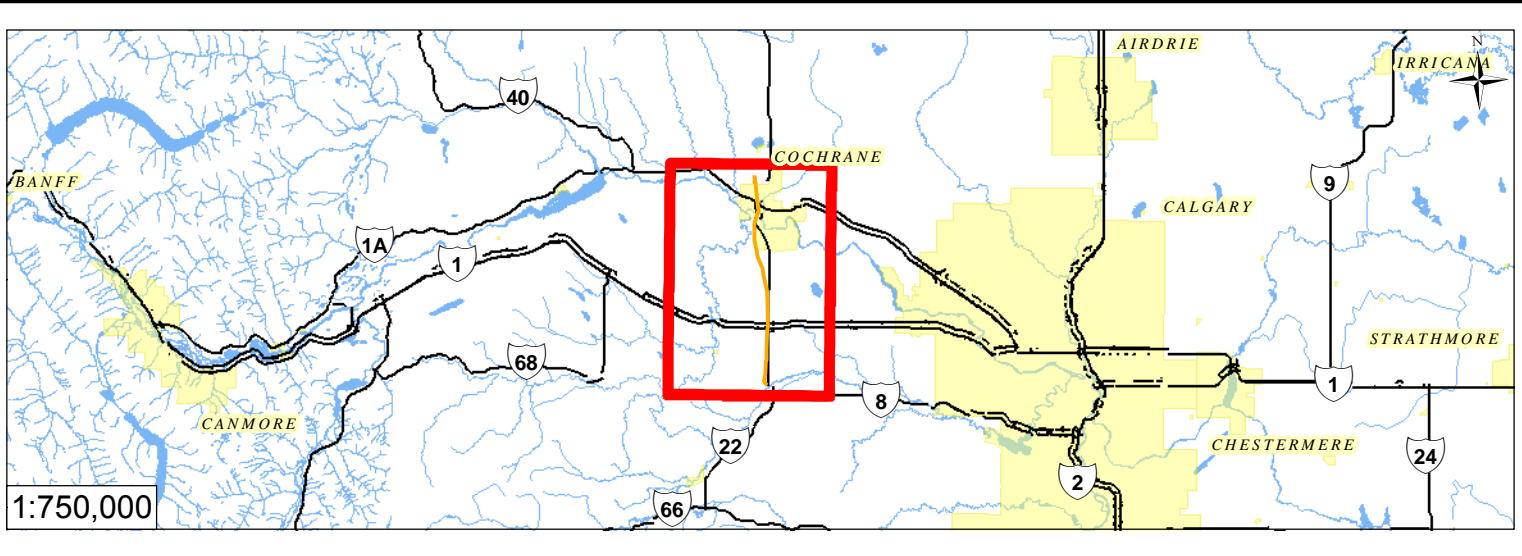 AIRDRIE
N
IRRICANA
40
COCHRANE
BANFF
9
CALGARY
1A
1
STRATHMORE
68
1
8
CANMORE
22
CHESTERMERE
24
2
1:750,000
66